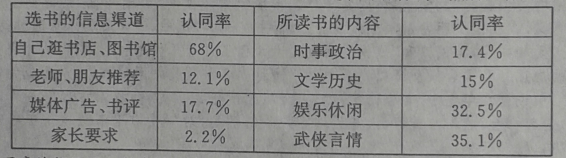 选书的信息渠道 认同率 所读书的内容 认同率
自己逛书店、图书馆 68% 时事政治 17.4%
老师、朋友推荐 12.1% 文学历史 15%
媒体广告、书评 17.7% 娱乐休闲 32.5%
家长要求 2.2% 武侠言情 35.1%